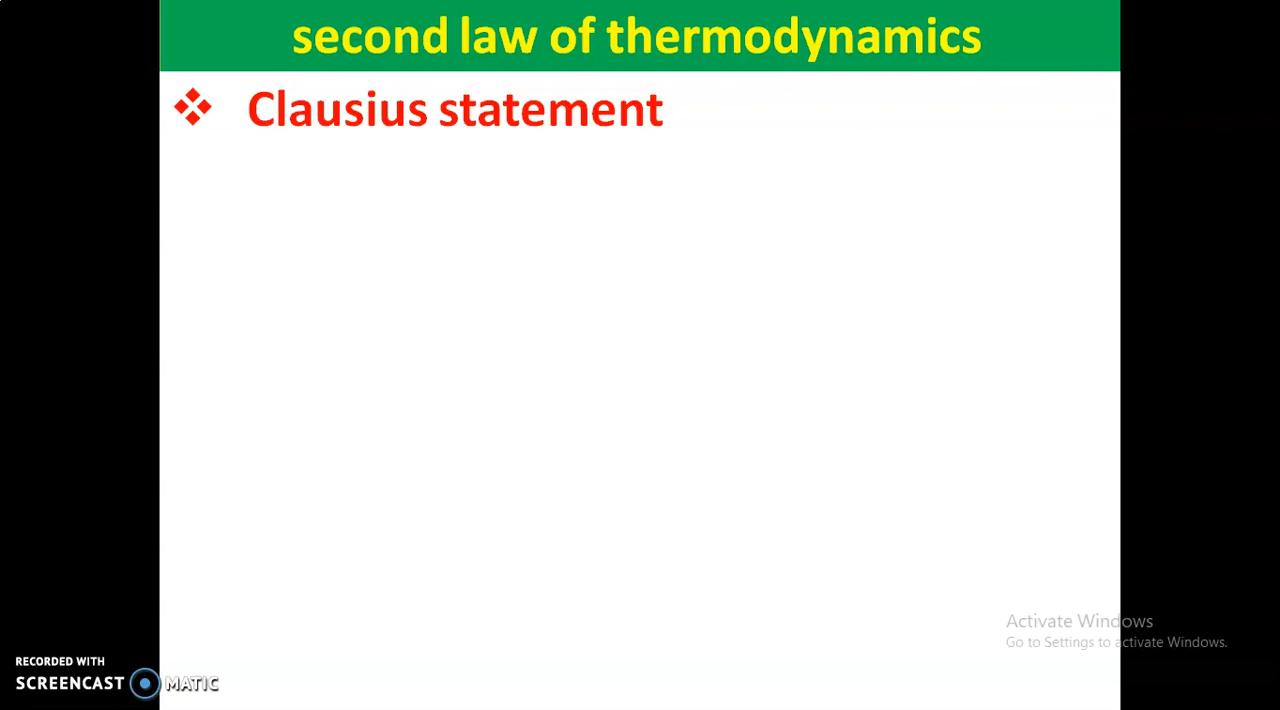 second law of thermodynamics
Clausius statement
Activate Windows
Go to Settings to activate Windows.
RECORDED WITH
SCREENCAST MATIC